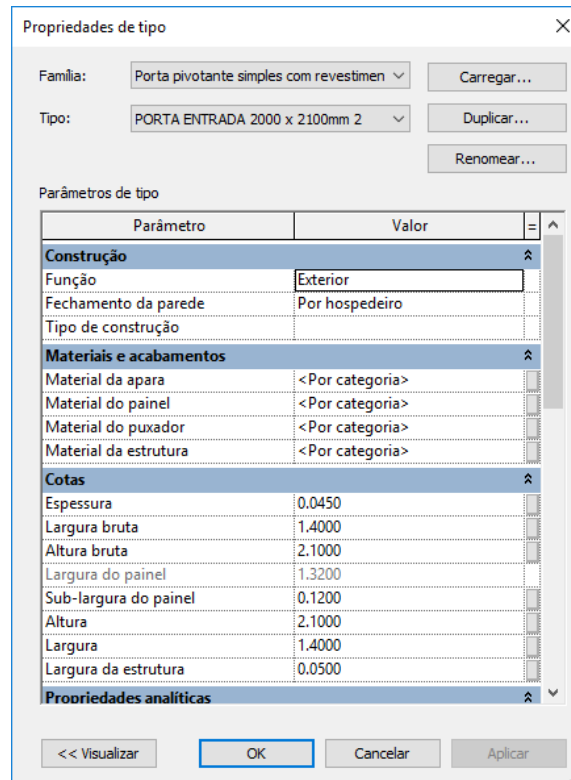 Propriedades de tipo
Família: Porta pivotante simples com revestimen Carregar...
Tipo: PORTA ENTRADA 2000 x 2100mm 2 Duplicar...
Renomear...
Parâmetros de tipo
Parâmetro Valor =
Construção
Função Exterior
Fechamento da parede Por hospedeiro
Tipo de construção
Materiais e acabamentos
Material da apara <Por categoria>
Material do painel <Por categoria>
Material do puxador <Por categoria>
Material da estrutura <Por categoria>
Cotas
Espessura 0.0450
Largura bruta 1.4000
Altura bruta 2.1000
Largura do painel 1.3200
Sub-largura do painel 0.1200
Altura 2.1000
Largura 1.4000
Largura da estrutura 0.0500
Propriedades analíticas
<< Visualizar OK Cancelar Aplicar